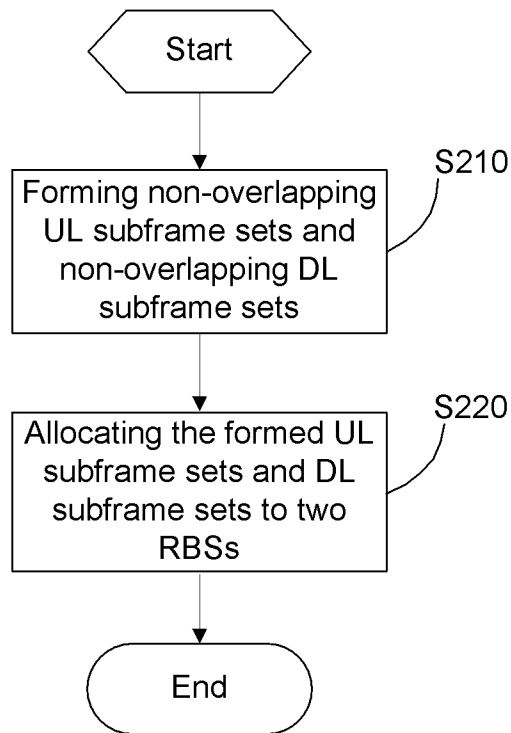 Start
S210
Forming non-overlapping
UL subframe sets and
non-overlapping DL
subframe sets
S220
Allocating the formed UL
subframe sets and DL
subframe sets to two
RBSs
End